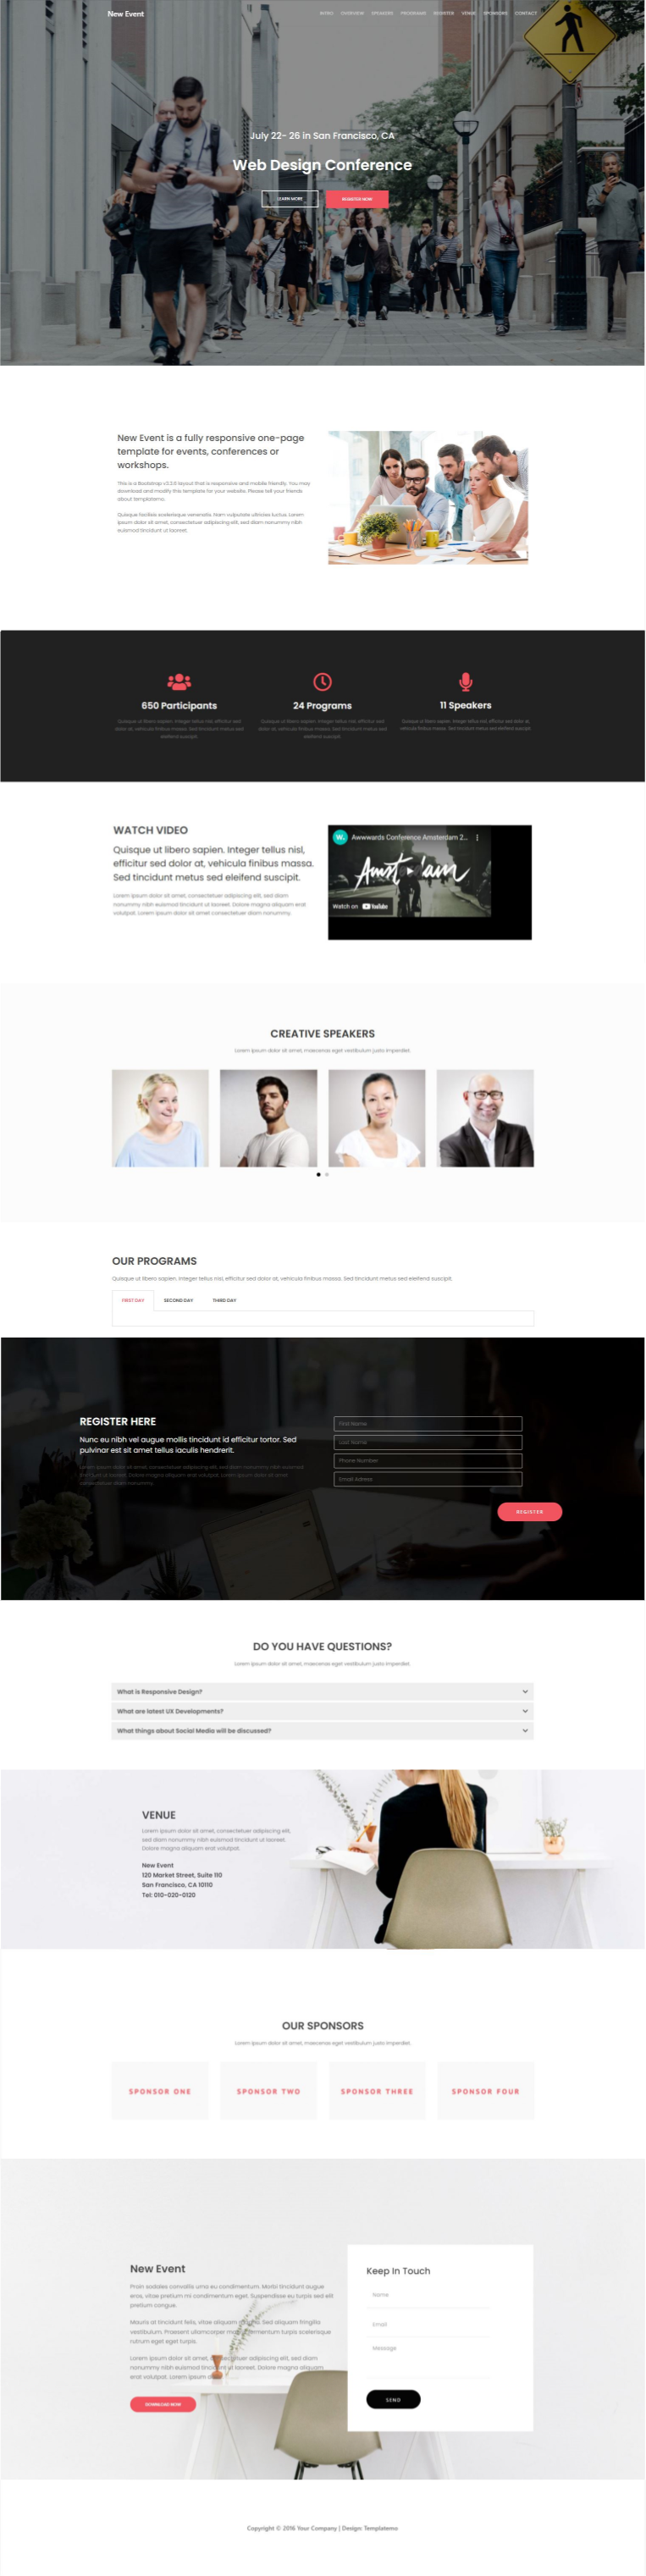 New Event
INTRO OVERVIEW SPEAKERS PROGRAMS REGISTER VENUE SPONSORS CONTACT
July 22- 26 in San Francisco, CA
Web Design Conference
LEARN MORE
REGISTER NOW
New Event is a fully responsive one-page
template for events, conferences or
workshops.
This is a Bootstrap v3.3.6 layout that is responsive and mobile friendly. You may
download and modify this template for your website. Please tell your friends
about templatemo.
Quisque facilisis scelerisque venenatis. Nam vulputate ultricies luctus. Lorem
ipsum dolor sit amet, consectetuer adipiscing elit, sed diam nonummy nibh
euismod tincidunt ut laoreet.
650 Participants
Quisque ut libero sapien. Integer tellus nisl, efficitur sed
dolor at, vehicula finibus massa. Sed tincidunt metus sed
eleifend suscipit.
24 Programs
Quisque ut libero sapien. Integer tellus nisl, efficitur sed
dolor at, vehicula finibus massa. Sed tincidunt metus sed
eleifend suscipit.
11 Speakers
Quisque ut libero sapien. Integer tellus nisl, efficitur sed dolor at,
vehicula finibus massa. Sed tincidunt metus sed eleifend suscipit.
WATCH VIDEO
Quisque ut libero sapien. Integer tellus nisl,
efficitur sed dolor at, vehicula finibus massa.
Sed tincidunt metus sed eleifend suscipit.
Lorem ipsum dolor sit amet, consectetuer adipiscing elit, sed diam
nonummy nibh euismod tincidunt ut laoreet. Dolore magna aliquam erat
volutpat. Lorem ipsum dolor sit amet consectetuer diam nonummy.
W. Awwwards Conference Amsterdam 2...
Watch on YouTube
CREATIVE SPEAKERS
Lorem ipsum dolor sit amet, maecenas eget vestibulum justo imperdiet.
OUR PROGRAMS
Quisque ut libero sapien. Integer tellus nisl, efficitur sed dolor at, vehicula finibus massa. Sed tincidunt metus sed eleifend suscipit.
FIRST DAY SECOND DAY THIRD DAY
REGISTER HERE
Nunc eu nibh vel augue mollis tincidunt id efficitur tortor. Sed
pulvinar est sit amet tellus iaculis hendrerit.
Lorem ipsum dolor sit amet, consectetuer adipiscing elit, sed diam nonummy nibh euismod
tincidunt ut laoreet. Dolore magna aliquam erat volutpat. Lorem ipsum dolor sit amet
consectetuer diam nonummy.
First Name
Last Name
Phone Number
Email Adress
REGISTER
DO YOU HAVE QUESTIONS?
Lorem ipsum dolor sit amet, maecenas eget vestibulum justo imperdiet.
What is Responsive Design?
What are latest UX Developments?
What things about Social Media will be discussed?
VENUE
Lorem ipsum dolor sit amet, consectetuer adipiscing elit,
sed diam nonummy nibh euismod tincidunt ut laoreet.
Dolore magna aliquam erat volutpat.
New Event
120 Market Street, Suite 110
San Francisco, CA 10110
Tel: 010-020-0120
OUR SPONSORS
Lorem ipsum dolor sit amet, maecenas eget vestibulum justo imperdiet.
SPONSOR ONE
SPONSOR TWO
SPONSOR THREE
SPONSOR FOUR
New Event
Proin sodales convallis urna eu condimentum. Morbi tincidunt augue
eros, vitae pretium mi condimentum eget. Suspendisse eu turpis sed elit
pretium congue.
Mauris at tincidunt felis, vitae aliquam Sed aliquam fringilla
vestibulum. Praesent ullamcorper fermentum turpis scelerisque
rutrum eget eget turpis.
Lorem ipsum dolor sit amet, adipiscing elit, sed diam
nonummy nibh euismod tincidunt ut laoreet. Dolore magna aliquam
erat volutpat. Lorem ipsum
DOWNLOAD NOW
Keep In Touch
Name
Email
Message
SEND
Copyright © 2016 Your Company | Design: Templatemo